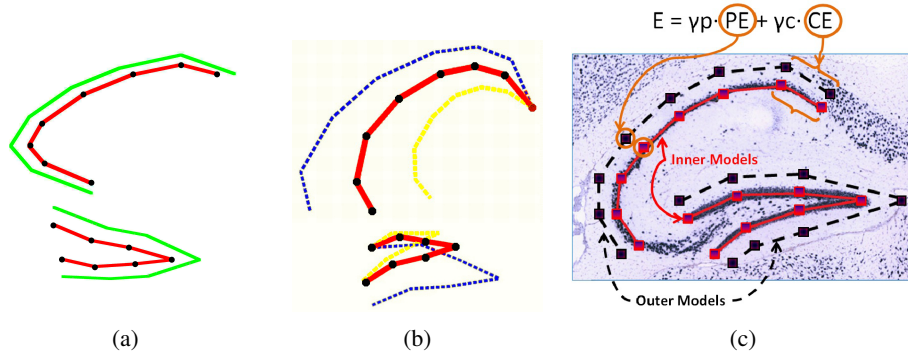 E = γp· PE + γc· CE
Inner Models
Outer Models
(a)
(b)
(c)